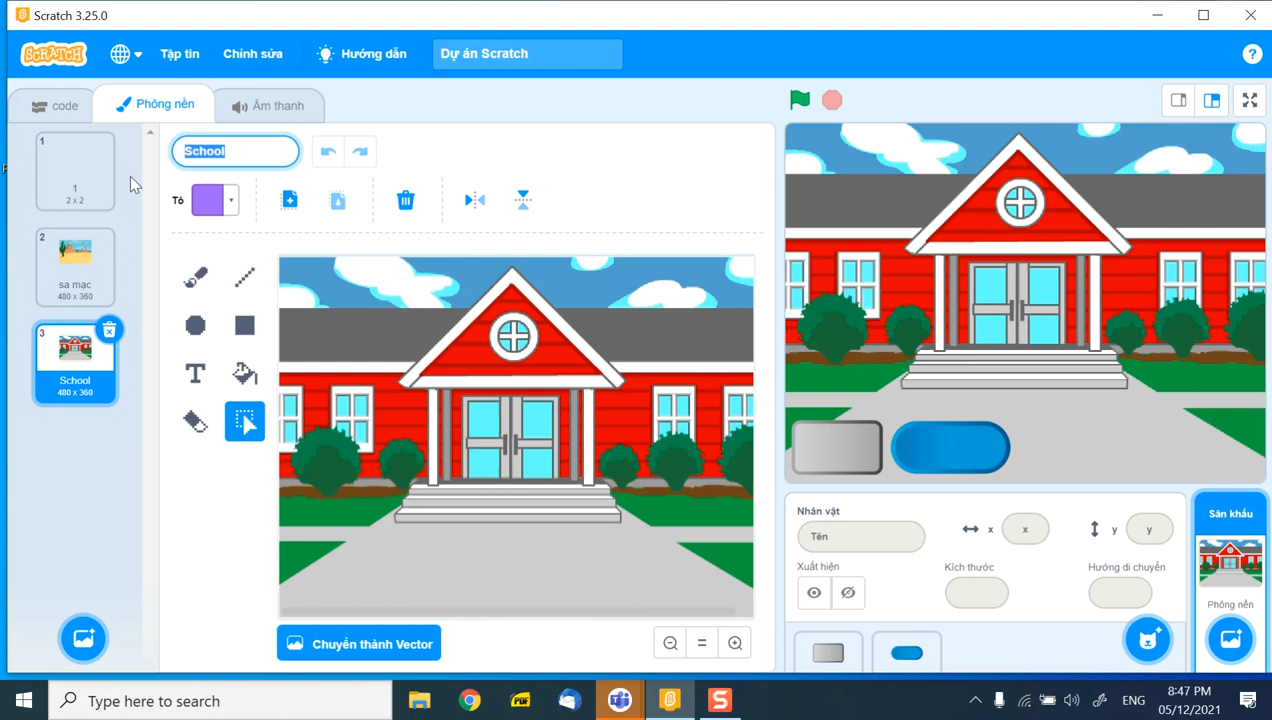 Scratch 3.25.0
SCRATCH
Tập tin
Chỉnh sửa
Hướng dẫn
Dự án Scratch
?
code
Phông nền
Âm thanh
1
1
2 x 2
2
sa mạc
480 x 360
3
School
480 x 360
School
Tô
T
Chuyển thành Vector
Nhân vật
Tên
x
x
y
y
Xuất hiện
Kích thước
Hướng di chuyển
Sân khấu
Phông nền
Type here to search
PDF
S
ENG
8:47 PM
05/12/2021